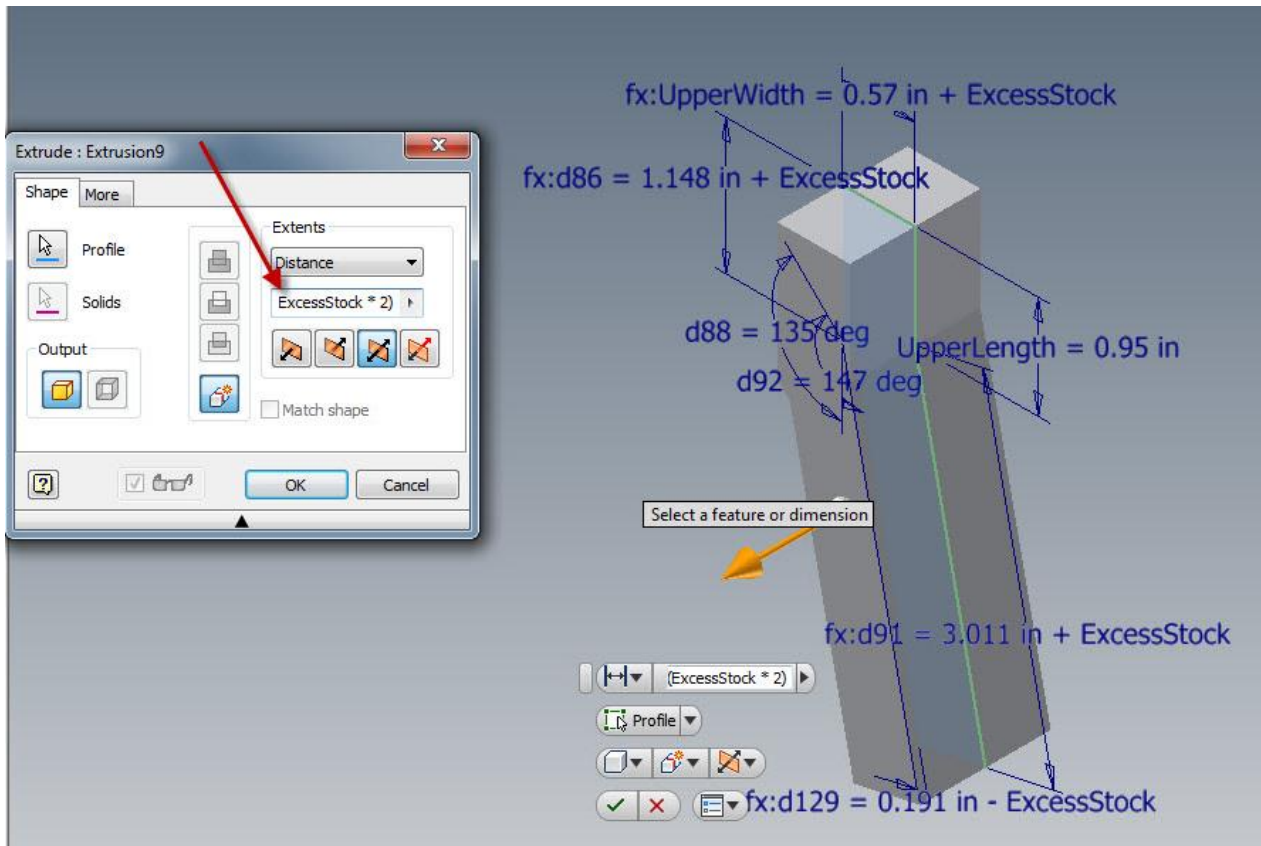 Extrude : Extrusion9
Shape More
Profile
Solids
Output
Extents
Distance
ExcessStock * 2)
Match shape
OK Cancel
fx:UpperWidth = 0.57 in + ExcessStock
fx:d86 = 1.148 in + ExcessStock
d88 = 135 deg
UpperLength = 0.95 in
d92 = 147 deg
Select a feature or dimension
fx:d91 = 3.011 in + ExcessStock
(ExcessStock * 2)
Profile
fx:d129 = 0.191 in - ExcessStock